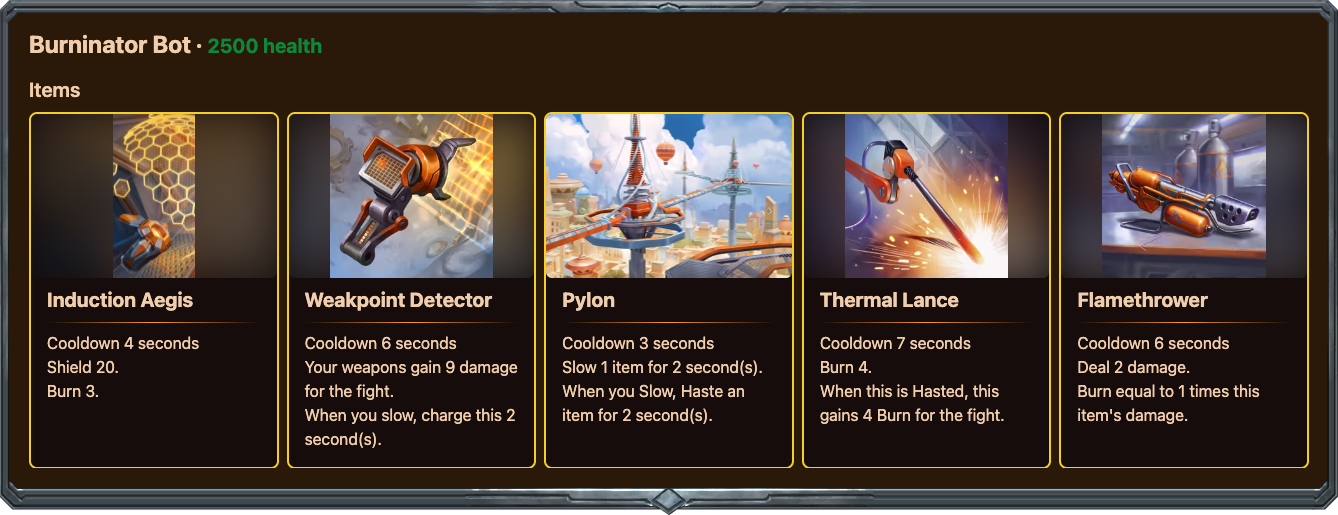 Burninator Bot · 2500 health
Items
Induction Aegis
Cooldown 4 seconds
Shield 20.
Burn 3.
Weakpoint Detector
Cooldown 6 seconds
Your weapons gain 9 damage
for the fight.
When you slow, charge this 2
second(s).
Pylon
Cooldown 3 seconds
Slow 1 item for 2 second(s).
When you Slow, Haste an
item for 2 second(s).
Thermal Lance
Cooldown 7 seconds
Burn 4.
When this is Hasted, this
gains 4 Burn for the fight.
Flamethrower
Cooldown 6 seconds
Deal 2 damage.
Burn equal to 1 times this
item's damage.